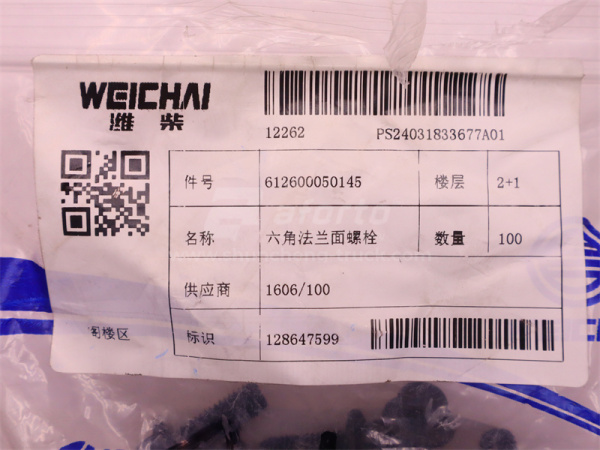 WEICHAI
潍柴
12262 PS24031833677A01
件号 612600050145 楼层 2+1
名称 六角法兰面螺栓 数量 100
供应商 1606/100
阁楼区 标识 128647599